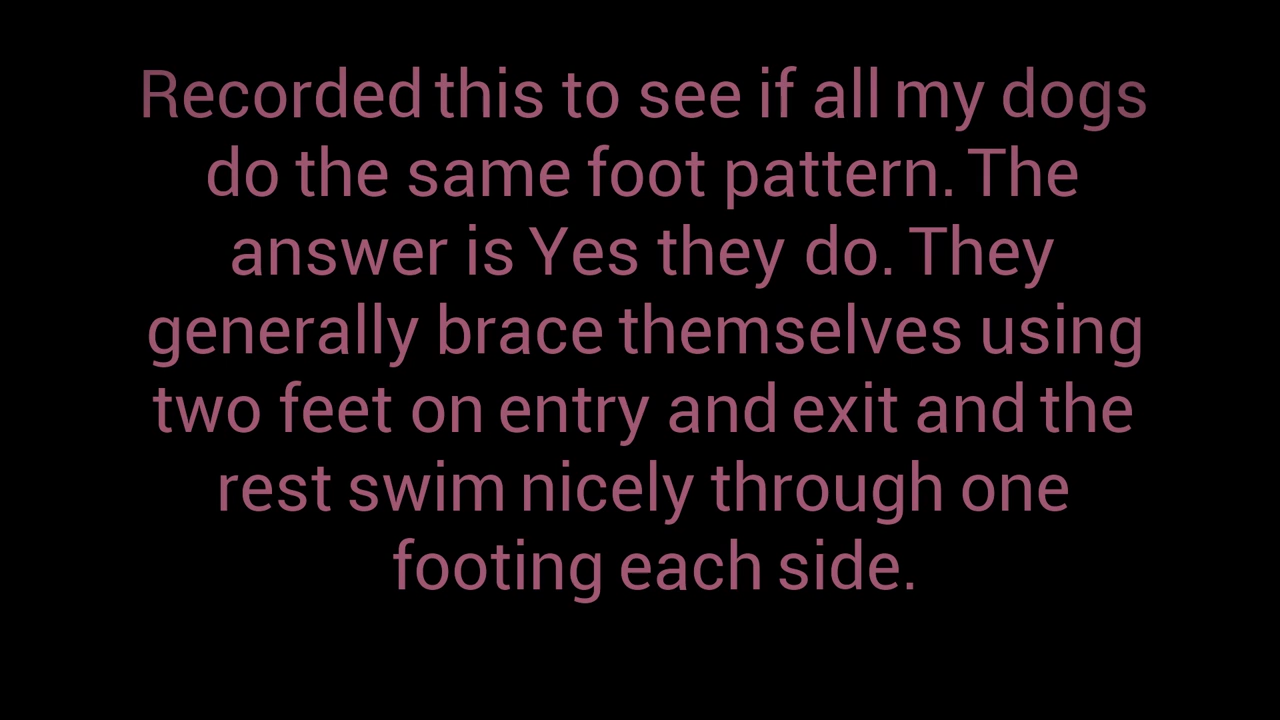 Recorded this to see if all my dogs
do the same foot pattern. The
answer is Yes they do. They
generally brace themselves using
two feet on entry and exit and the
rest swim nicely through one
footing each side.